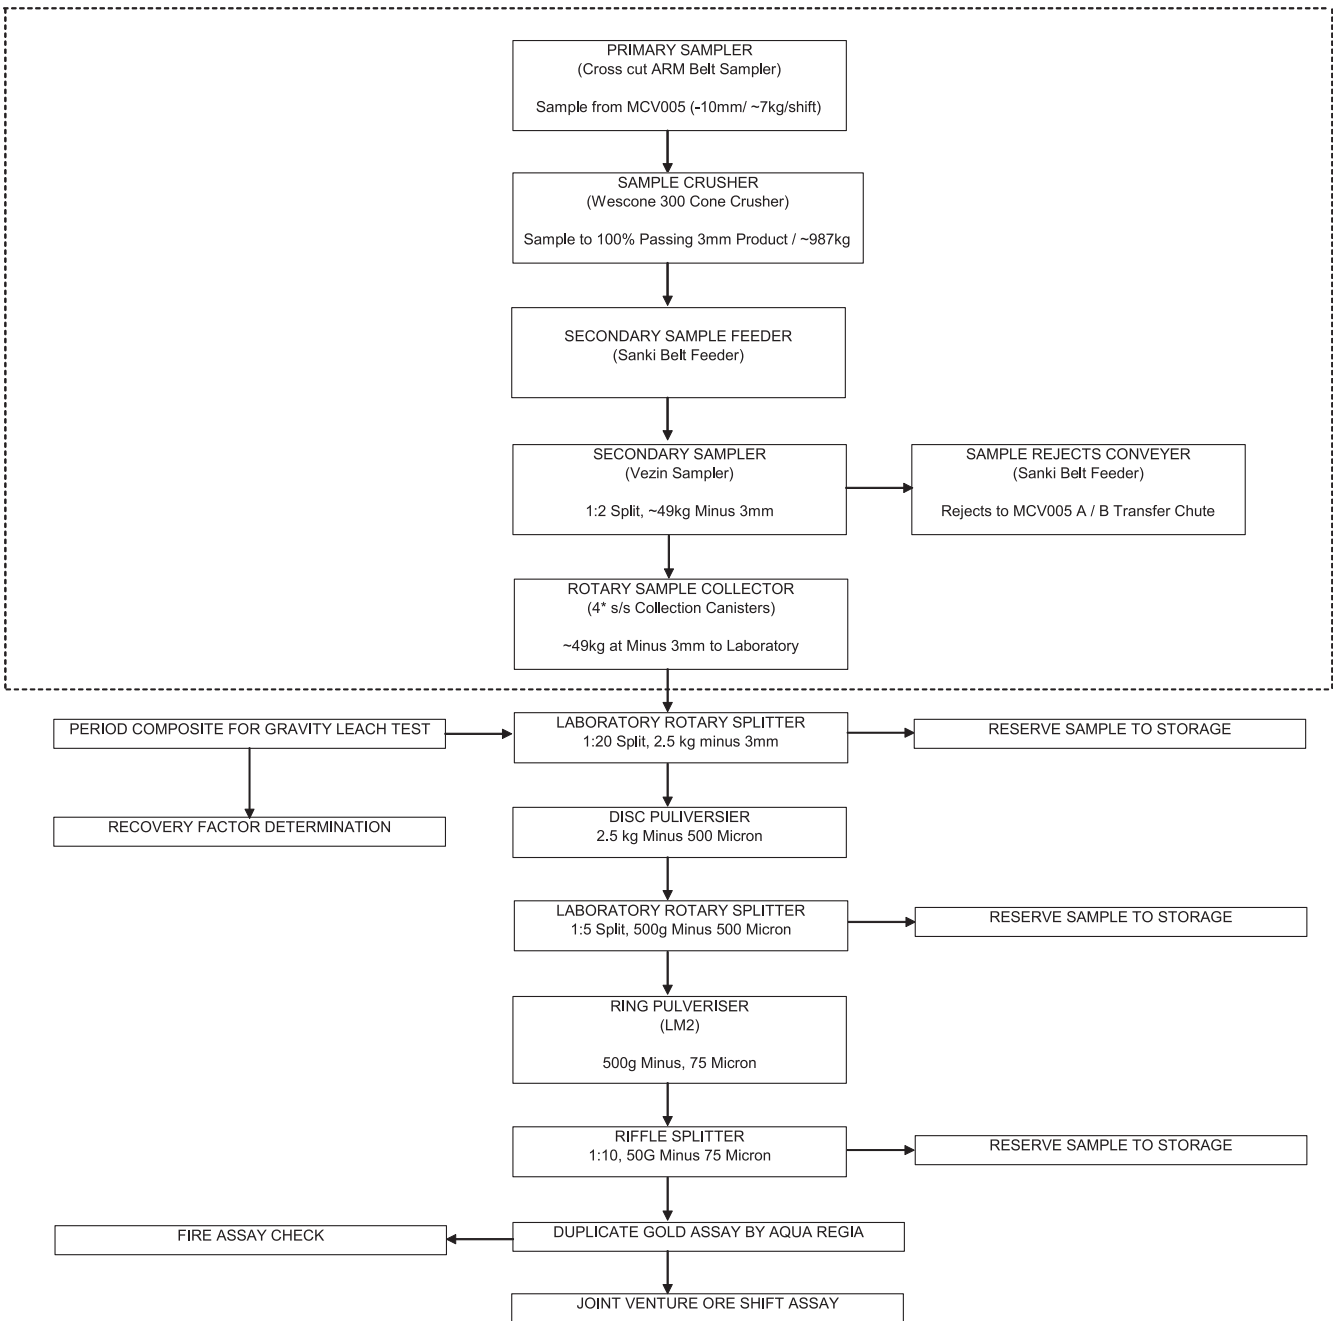 PRIMARY SAMPLER
(Cross cut ARM Belt Sampler)
Sample from MCV005 (-10mm/ ~7kg/shift)
SAMPLE CRUSHER
(Wescone 300 Cone Crusher)
Sample to 100% Passing 3mm Product / ~987kg
SECONDARY SAMPLE FEEDER
(Sanki Belt Feeder)
SECONDARY SAMPLER
(Vezin Sampler)
1:2 Split, ~49kg Minus 3mm
SAMPLE REJECTS CONVEYER
(Sanki Belt Feeder)
Rejects to MCV005 A / B Transfer Chute
ROTARY SAMPLE COLLECTOR
(4* s/s Collection Canisters)
~49kg at Minus 3mm to Laboratory
PERIOD COMPOSITE FOR GRAVITY LEACH TEST
LABORATORY ROTARY SPLITTER
1:20 Split, 2.5 kg minus 3mm
RESERVE SAMPLE TO STORAGE
RECOVERY FACTOR DETERMINATION
DISC PULIVERSIER
2.5 kg Minus 500 Micron
LABORATORY ROTARY SPLITTER
1:5 Split, 500g Minus 500 Micron
RESERVE SAMPLE TO STORAGE
RING PULVERISER
(LM2)
500g Minus, 75 Micron
RIFFLE SPLITTER
1:10, 50G Minus 75 Micron
RESERVE SAMPLE TO STORAGE
FIRE ASSAY CHECK
DUPLICATE GOLD ASSAY BY AQUA REGIA
JOINT VENTURE ORE SHIFT ASSAY